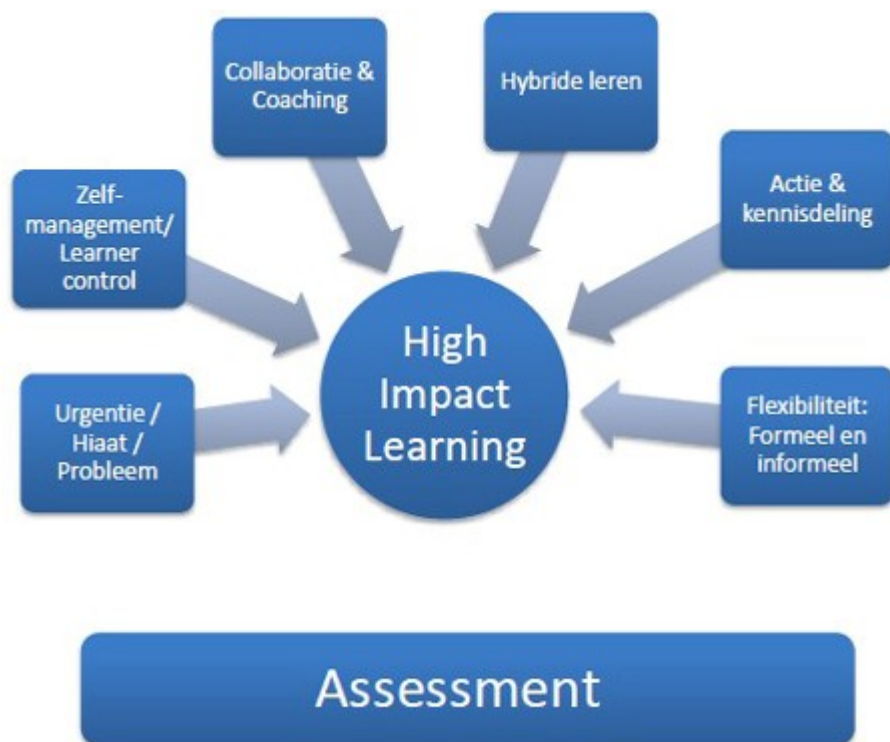 Collaboratie &
Coaching
Hybride leren
Zelf-
management/
Learner
control
Actie &
kennisdeling
High
Impact
Learning
Urgentie /
Hiaat /
Probleem
Flexibiliteit:
Formeel en
informeel
Assessment